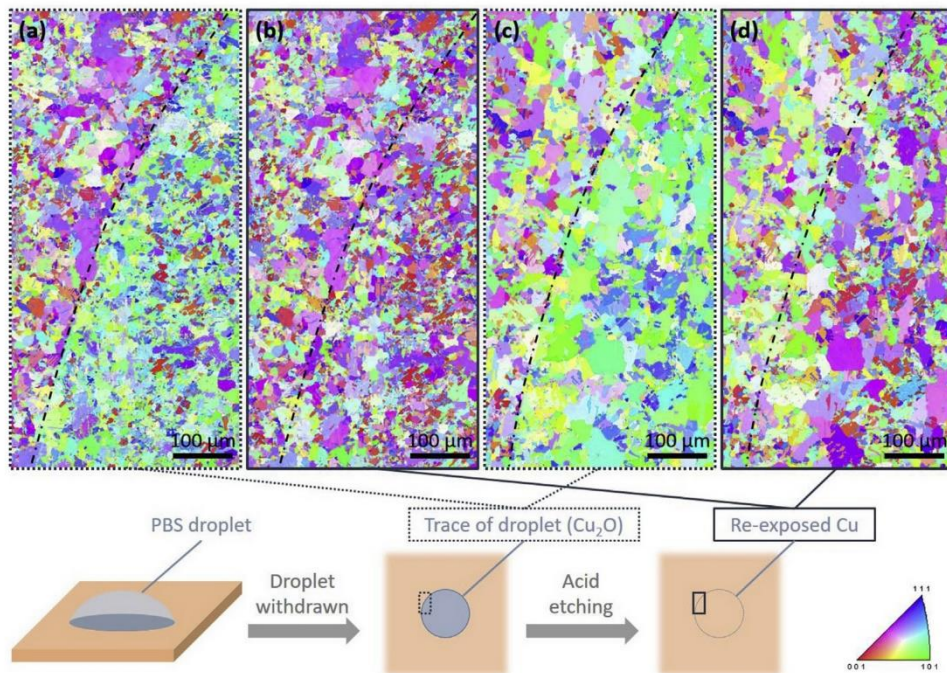 (a)
(b)
(c)
(d)
100 μm
100 μm
100 μm
100 μm
PBS droplet
Trace of droplet (Cu₂O)
Re-exposed Cu
Droplet
withdrawn
Acid
etching
111
001
101